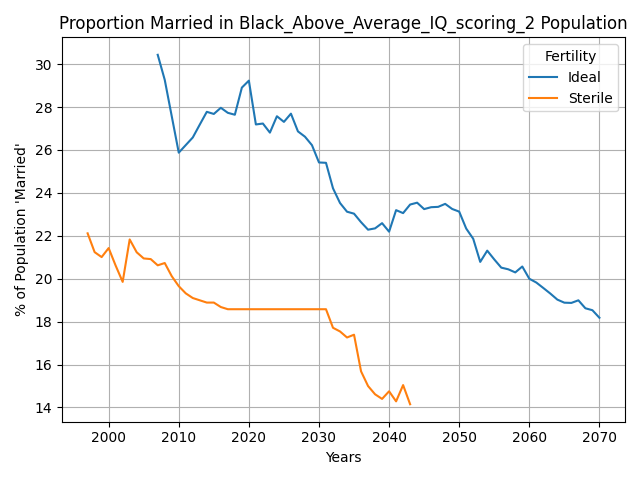 Proportion Married in Black_Above_Average_IQ_scoring_2 Population
% of Population 'Married'
30
28
26
24
22
20
18
16
14
Fertility
Ideal
Sterile
2000 2010 2020 2030 2040 2050 2060 2070
Years